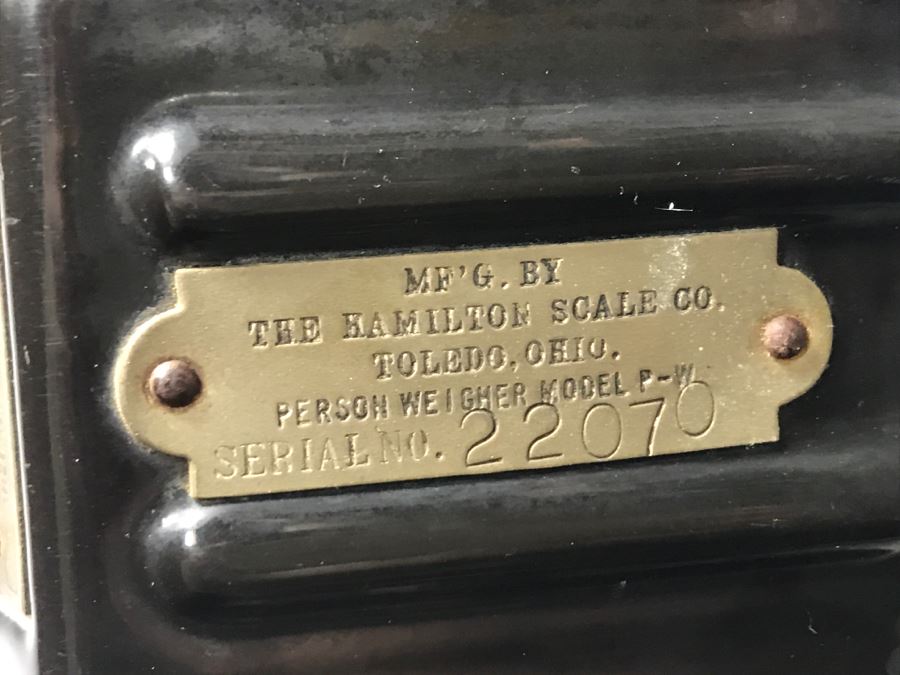 MF'G. BY
THE HAMILTON SCALE CO.
TOLEDO, OHIO.
PERSON WEIGHER MODEL P-W
SERIAL NO. 22070